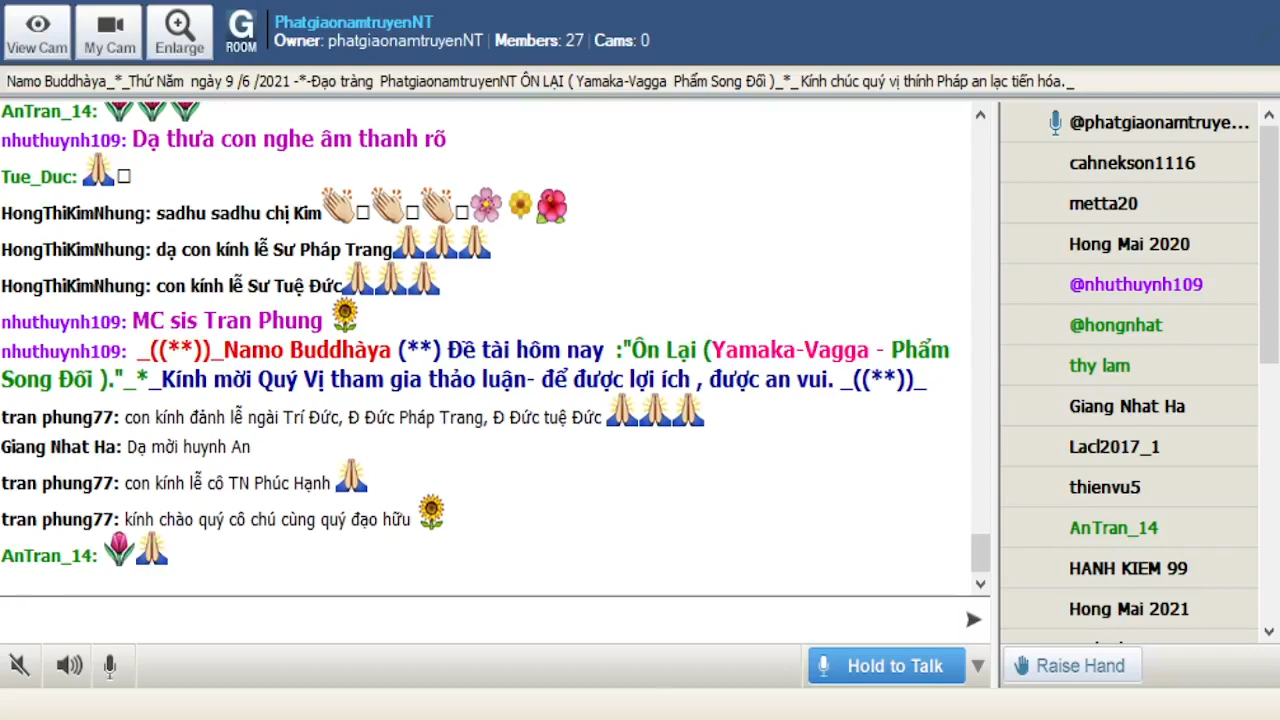 View Cam
My Cam
Enlarge
G
ROOM
PhatgiaonamtruyenNT
Owner: phatgiaonamtruyenNT | Members: 27 | Cams: 0
Namo Buddhàya_*_Thứ Năm ngày 9 /6 /2021 -*-Đạo tràng PhatgiaonamtruyenNT ÔN LẠI ( Yamaka-Vagga Phẩm Song Đối )_*_ Kính chúc quý vị thính Pháp an lạc tiến hóa._
AnTran_14: 🌷🌷🌷
nhuthuynh109: Dạ thưa con nghe âm thanh rõ
Tue_Duc: 🙏
HongThiKimNhung: sadhu sadhu chị Kim👏👏👏🌸🌼🌺
HongThiKimNhung: dạ con kính lễ Sư Pháp Trang🙏🙏🙏
HongThiKimNhung: con kính lễ Sư Tuệ Đức🙏🙏🙏
nhuthuynh109: MC sis Tran Phung 🌻
nhuthuynh109: _((**))_Namo Buddhàya (**) Đề tài hôm nay :"Ôn Lại (Yamaka-Vagga - Phẩm
Song Đối )."_*_Kính mời Quý Vị tham gia thảo luận- để được lợi ích , được an vui. _((**))_
tran phung77: con kính đảnh lễ ngài Trí Đức, Đ Đức Pháp Trang, Đ Đức tuệ Đức 🙏🙏🙏
Giang Nhat Ha: Dạ mời huynh An
tran phung77: con kính lễ cô TN Phúc Hạnh 🙏
tran phung77: kính chào quý cô chú cùng quý đạo hữu 🌻
AnTran_14: 🌷🙏
Hold to Talk
@phatgiaonamtruye...
cahnekson1116
metta20
Hong Mai 2020
@nhuthuynh109
@hongnhat
thy lam
Giang Nhat Ha
Lacl2017_1
thienvu5
AnTran_14
HANH KIEM 99
Hong Mai 2021
Raise Hand